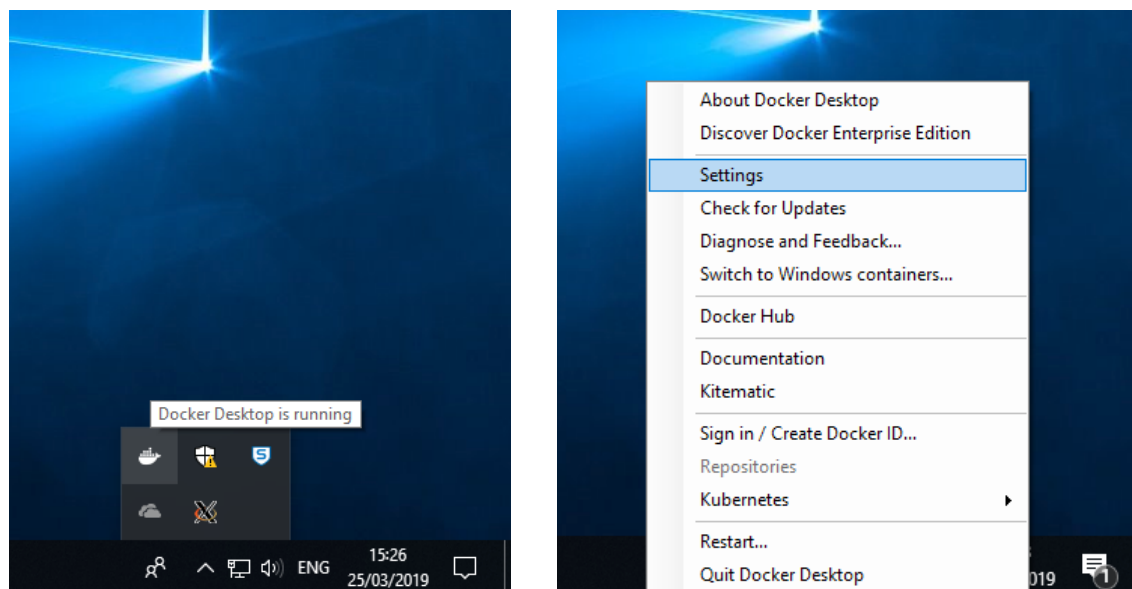 Docker Desktop is running
ENG
15:26
25/03/2019
About Docker Desktop
Discover Docker Enterprise Edition
Settings
Check for Updates
Diagnose and Feedback...
Switch to Windows containers...
Docker Hub
Documentation
Kitematic
Sign in / Create Docker ID...
Repositories
Kubernetes
Restart...
Quit Docker Desktop
019
1